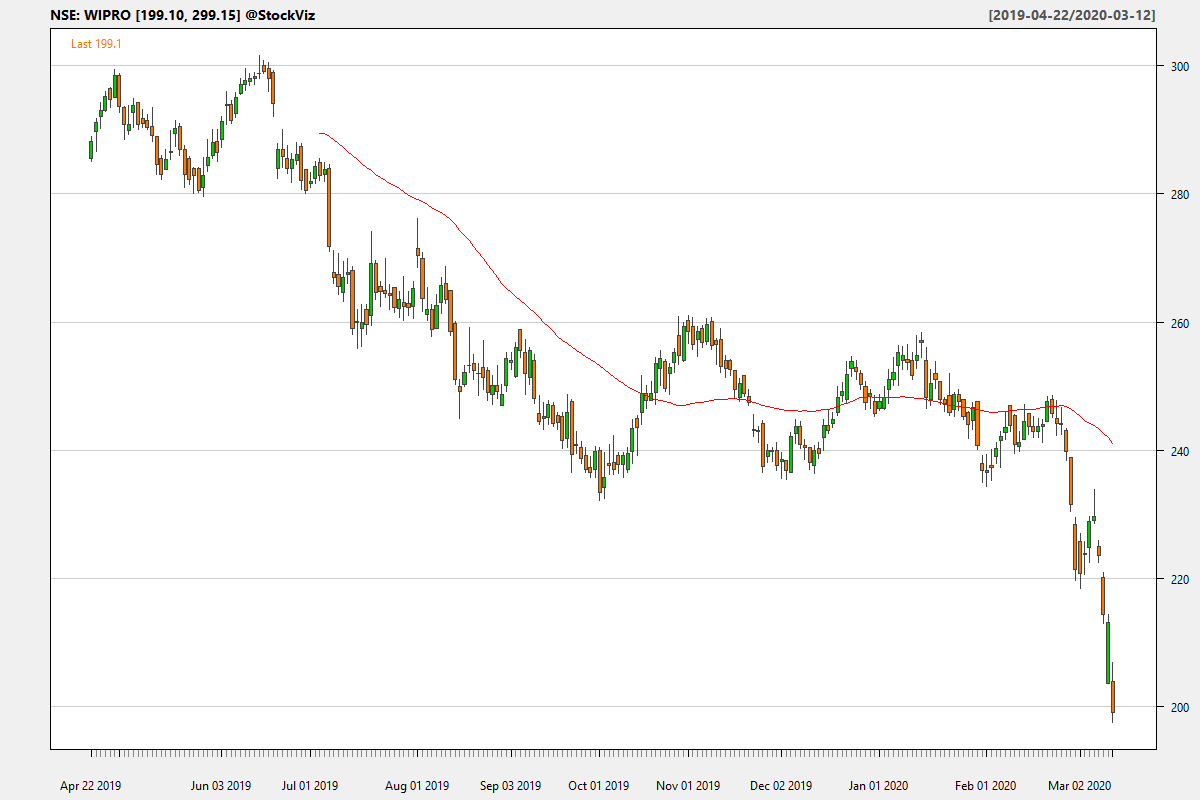 NSE: WIPRO [199.10, 299.15] @StockViz
[2019-04-22/2020-03-12]
Last 199.1
300
280
260
240
220
200
Apr 22 2019
Jun 03 2019
Jul 01 2019
Aug 01 2019
Sep 03 2019
Oct 01 2019
Nov 01 2019
Dec 02 2019
Jan 01 2020
Feb 01 2020
Mar 02 2020